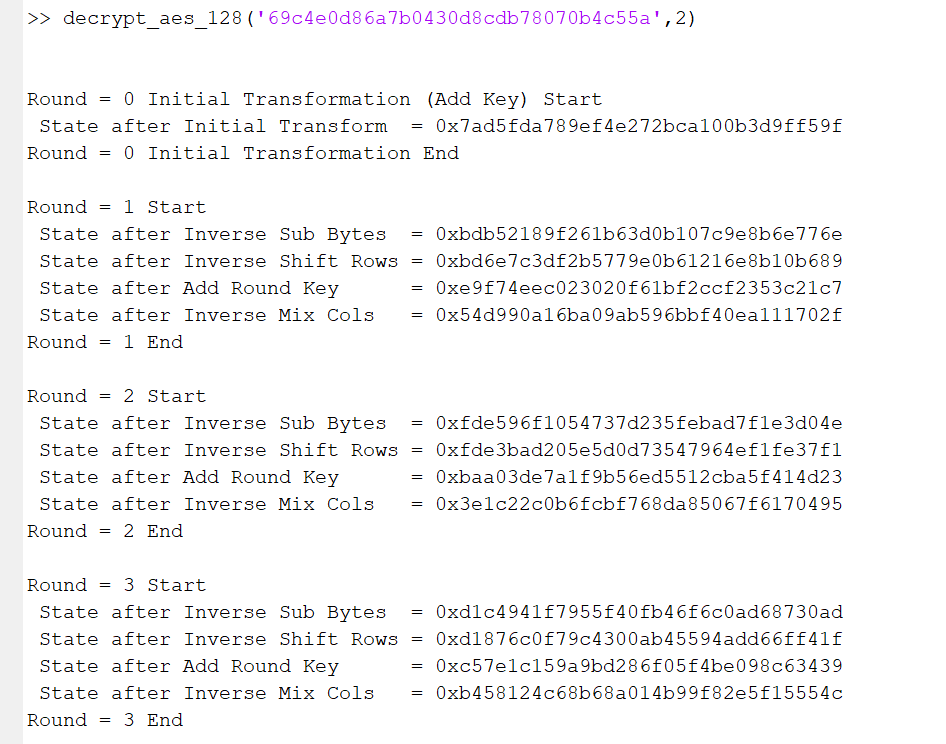 >> decrypt_aes_128('69c4e0d86a7b0430d8cdb78070b4c55a',2)
Round = 0 Initial Transformation (Add Key) Start
State after Initial Transform = 0x7ad5fda789ef4e272bca100b3d9ff59f
Round = 0 Initial Transformation End
Round = 1 Start
State after Inverse Sub Bytes = 0xbdb52189f261b63d0b107c9e8b6e776e
State after Inverse Shift Rows = 0xbd6e7c3df2b5779e0b61216e8b10b689
State after Add Round Key = 0xe9f74eec023020f61bf2ccf2353c21c7
State after Inverse Mix Cols = 0x54d990a16ba09ab596bbf40ea111702f
Round = 1 End
Round = 2 Start
State after Inverse Sub Bytes = 0xfde596f1054737d235febad7f1e3d04e
State after Inverse Shift Rows = 0xfde3bad205e5d0d73547964ef1fe37f1
State after Add Round Key = 0xbaa03de7a1f9b56ed5512cba5f414d23
State after Inverse Mix Cols = 0x3e1c22c0b6fcbf768da85067f6170495
Round = 2 End
Round = 3 Start
State after Inverse Sub Bytes = 0xd1c4941f7955f40fb46f6c0ad68730ad
State after Inverse Shift Rows = 0xd1876c0f79c4300ab45594add66ff41f
State after Add Round Key = 0xc57e1c159a9bd286f05f4be098c63439
State after Inverse Mix Cols = 0xb458124c68b68a014b99f82e5f15554c
Round = 3 End